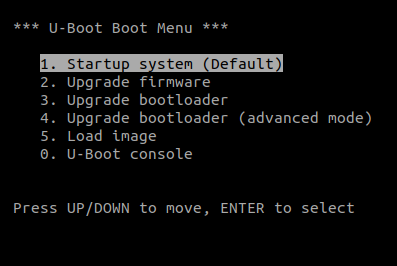 *** U-Boot Boot Menu ***
1. Startup system (Default)
2. Upgrade firmware
3. Upgrade bootloader
4. Upgrade bootloader (advanced mode)
5. Load image
0. U-Boot console
Press UP/DOWN to move, ENTER to select